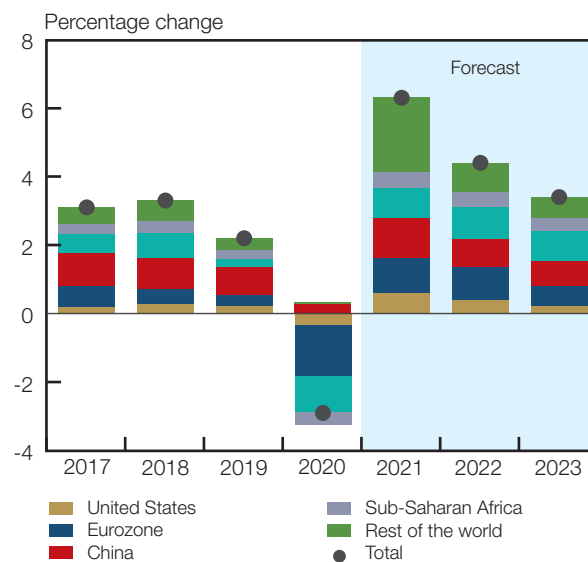 Percentage change
8
Forecast
6
4
2
0
-2
-4
2017 2018 2019 2020 2021 2022 2023
United States
Eurozone
China
Sub-Saharan Africa
Rest of the world
Total